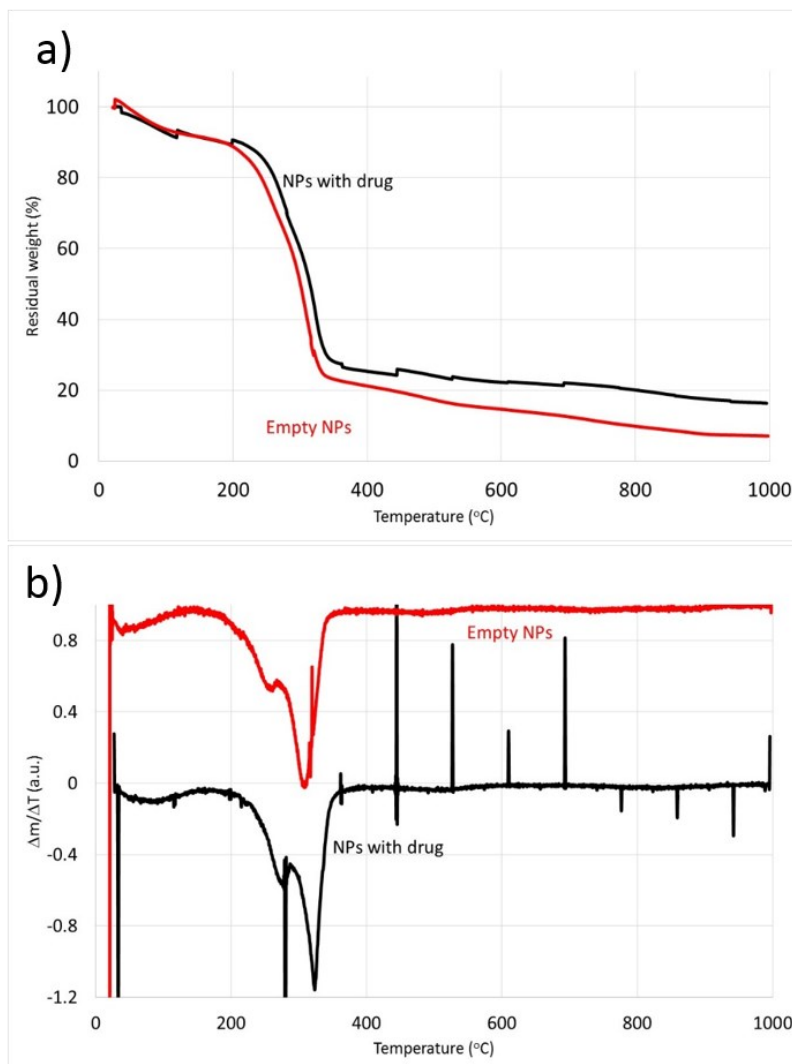 a)
100
80
60
40
20
0
Residual weight (%)
NPs with drug
Empty NPs
0 200 400 600 800 1000
Temperature (°C)
b)
0.8
0.4
0
-0.4
-0.8
-1.2
Δm/ΔT (a.u.)
Empty NPs
NPs with drug
0 200 400 600 800 1000
Temperature (°C)